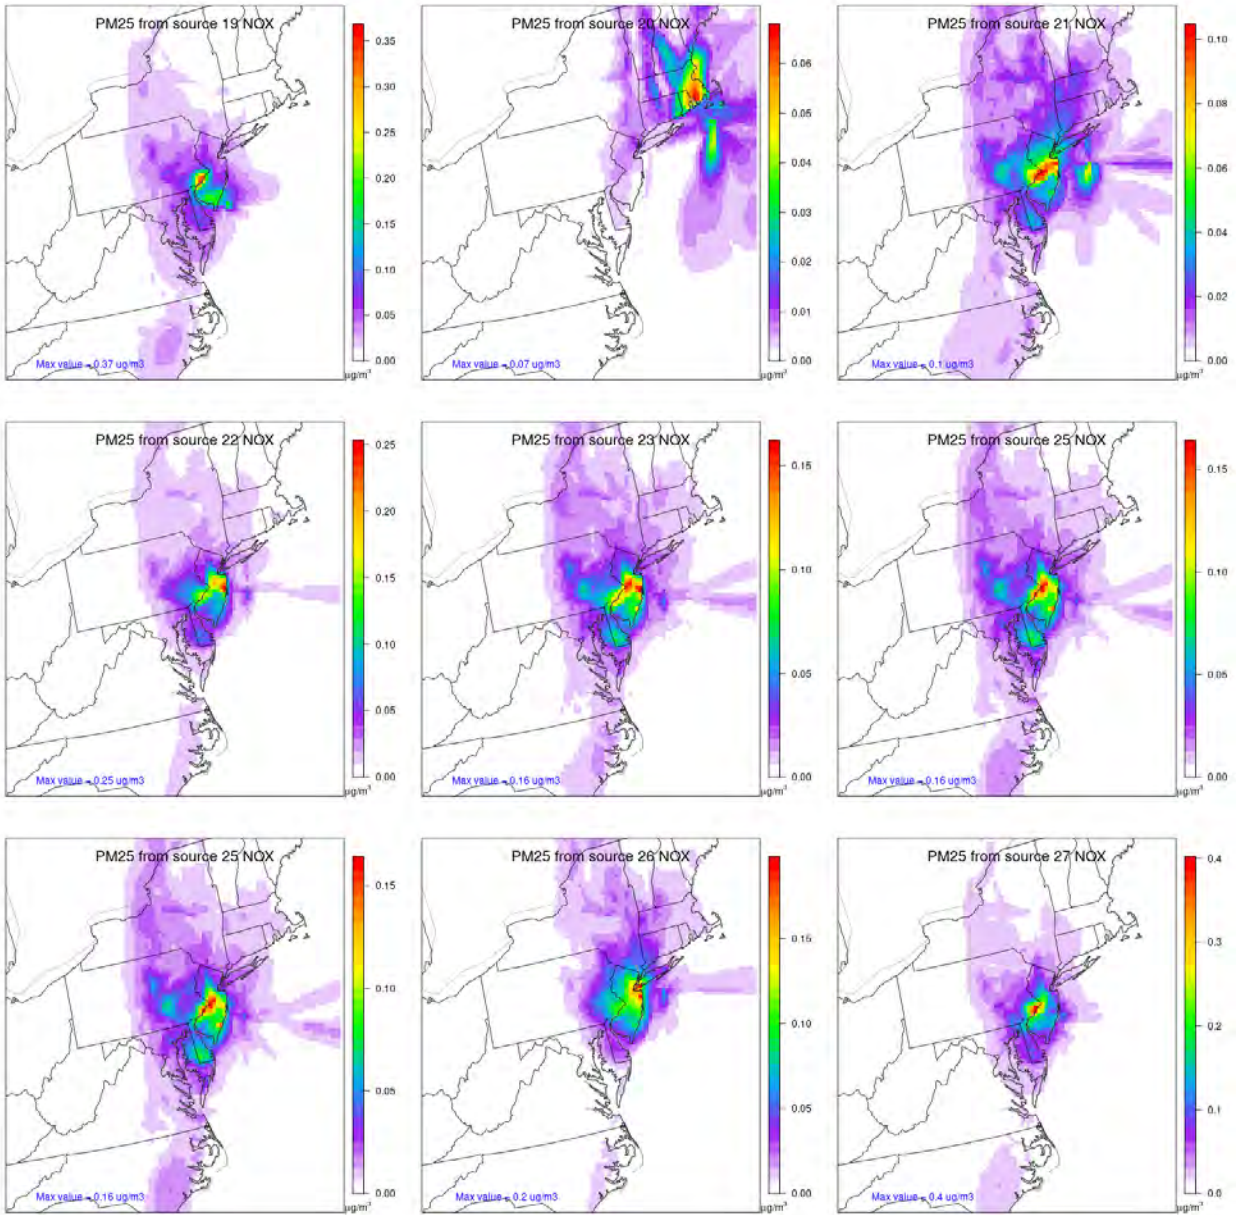 PM25 from source 19 NOX
0.35
0.30
0.25
0.20
0.15
0.10
0.05
0.00
Max value = 0.37 ug/m3
µg/m³
PM25 from source 20 NOX
0.06
0.05
0.04
0.03
0.02
0.01
0.00
Max value = 0.07 ug/m3
µg/m³
PM25 from source 21 NOX
0.10
0.08
0.06
0.04
0.02
0.00
Max value = 0.1 ug/m3
µg/m³
PM25 from source 22 NOX
0.25
0.20
0.15
0.10
0.05
0.00
Max value = 0.25 ug/m3
µg/m³
PM25 from source 23 NOX
0.15
0.10
0.05
0.00
Max value = 0.16 ug/m3
µg/m³
PM25 from source 25 NOX
0.15
0.10
0.05
0.00
Max value = 0.16 ug/m3
µg/m³
PM25 from source 25 NOX
0.15
0.10
0.05
0.00
Max value = 0.16 ug/m3
µg/m³
PM25 from source 26 NOX
0.15
0.10
0.05
0.00
Max value = 0.2 ug/m3
µg/m³
PM25 from source 27 NOX
0.4
0.3
0.2
0.1
0.0
Max value = 0.4 ug/m3
µg/m³